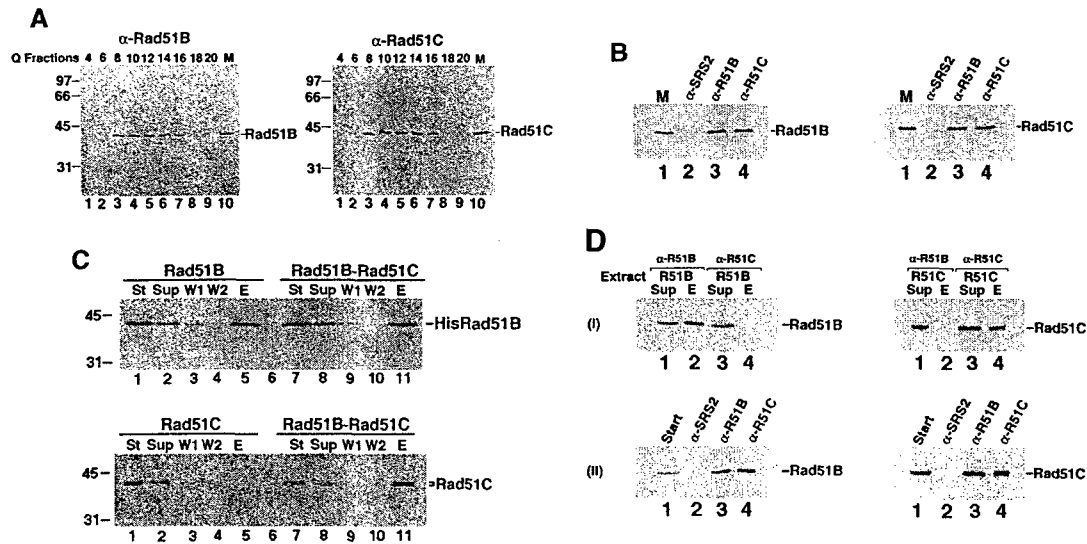 A
α-Rad51B
Q Fractions 4 6 8 10 12 14 16 18 20 M
97–
66–
45–
31–
-Rad51B
1 2 3 4 5 6 7 8 9 10
α-Rad51C
4 6 8 10 12 14 16 18 20 M
97–
66–
45–
31–
-Rad51C
1 2 3 4 5 6 7 8 9 10
B
M α-SRS2 α-R51B α-R51C
-Rad51B
1 2 3 4
M α-SRS2 α-R51B α-R51C
-Rad51C
1 2 3 4
C
Rad51B Rad51B-Rad51C
St Sup W1 W2 E St Sup W1 W2 E
45–
31–
-HisRad51B
1 2 3 4 5 6 7 8 9 10 11
Rad51C Rad51B-Rad51C
St Sup W1 W2 E St Sup W1 W2 E
45–
31–
-Rad51C
1 2 3 4 5 6 7 8 9 10 11
D
α-R51B α-R51C
Extract R51B R51B
Sup E Sup E
(I)
-Rad51B
1 2 3 4
α-R51B α-R51C
R51C R51C
Sup E Sup E
-Rad51C
1 2 3 4
Start α-SRS2 α-R51B α-R51C
(II)
-Rad51B
1 2 3 4
Start α-SRS2 α-R51B α-R51C
-Rad51C
1 2 3 4